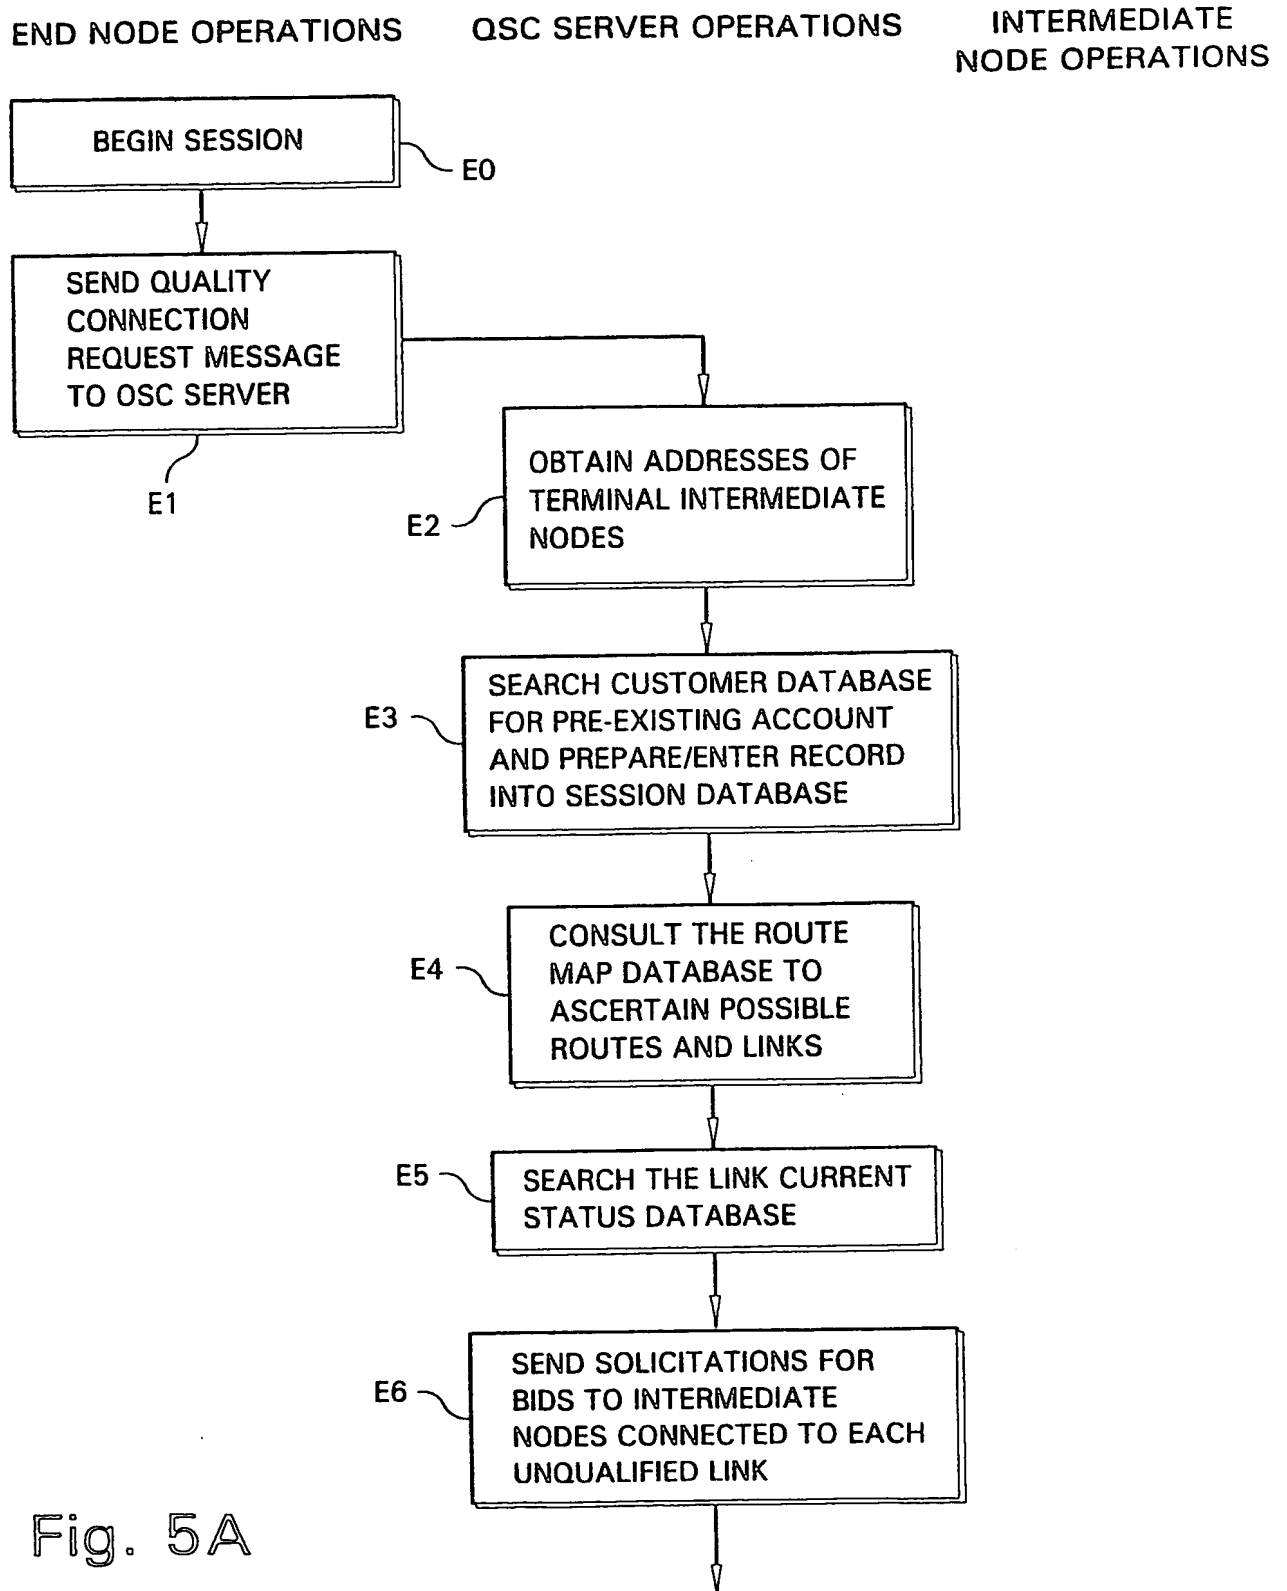 END NODE OPERATIONS
QSC SERVER OPERATIONS
INTERMEDIATE
NODE OPERATIONS
BEGIN SESSION
E0
SEND QUALITY
CONNECTION
REQUEST MESSAGE
TO QSC SERVER
E1
OBTAIN ADDRESSES OF
TERMINAL INTERMEDIATE
NODES
E2
SEARCH CUSTOMER DATABASE
FOR PRE-EXISTING ACCOUNT
AND PREPARE/ENTER RECORD
INTO SESSION DATABASE
E3
CONSULT THE ROUTE
MAP DATABASE TO
ASCERTAIN POSSIBLE
ROUTES AND LINKS
E4
SEARCH THE LINK CURRENT
STATUS DATABASE
E5
SEND SOLICITATIONS FOR
BIDS TO INTERMEDIATE
NODES CONNECTED TO EACH
UNQUALIFIED LINK
E6
Fig. 5A